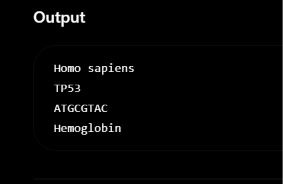 Output
Homo sapiens
TP53
ATGCGTAC
Hemoglobin